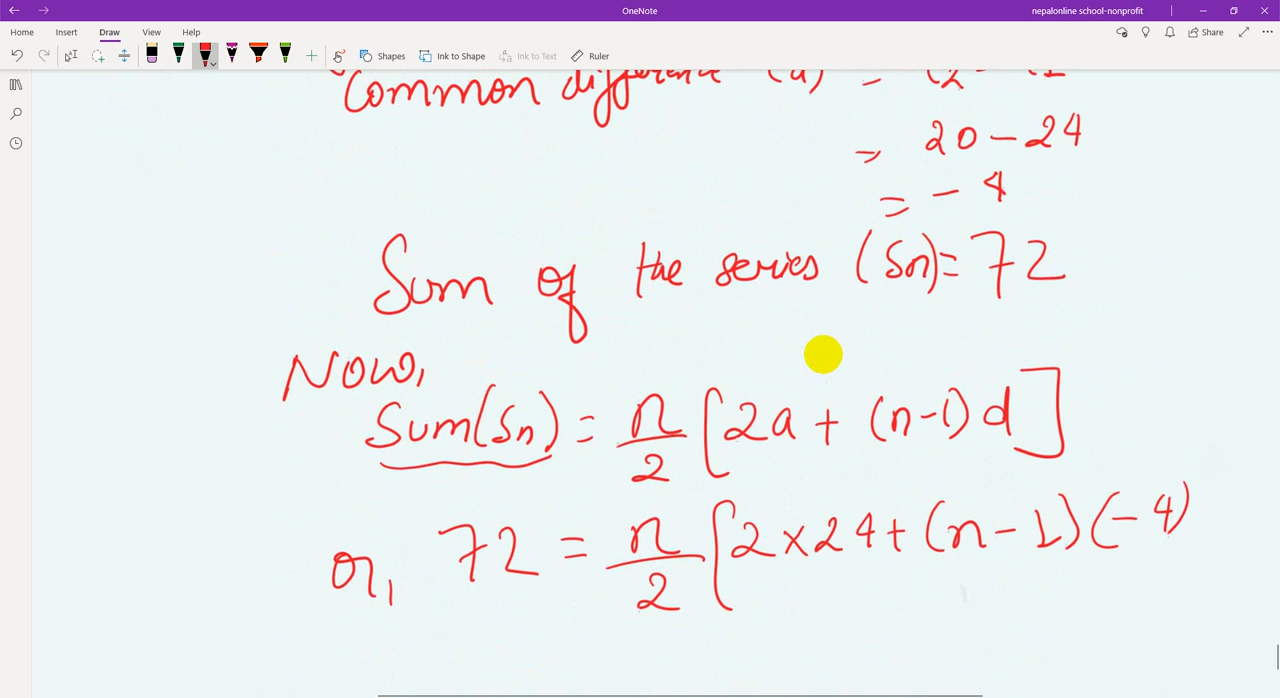 OneNote
nepalonline school-nonprofit
Home Insert Draw View Help
Share
Shapes Ink to Shape Ink to Text Ruler
Common difference (d) =
= 20 - 24
= - 4
Sum of the series (Sn) = 72
Now,
Sum(Sn) = n/2 [2a + (n-1)d]
or, 72 = n/2 [2×24 + (n-1)(-4)